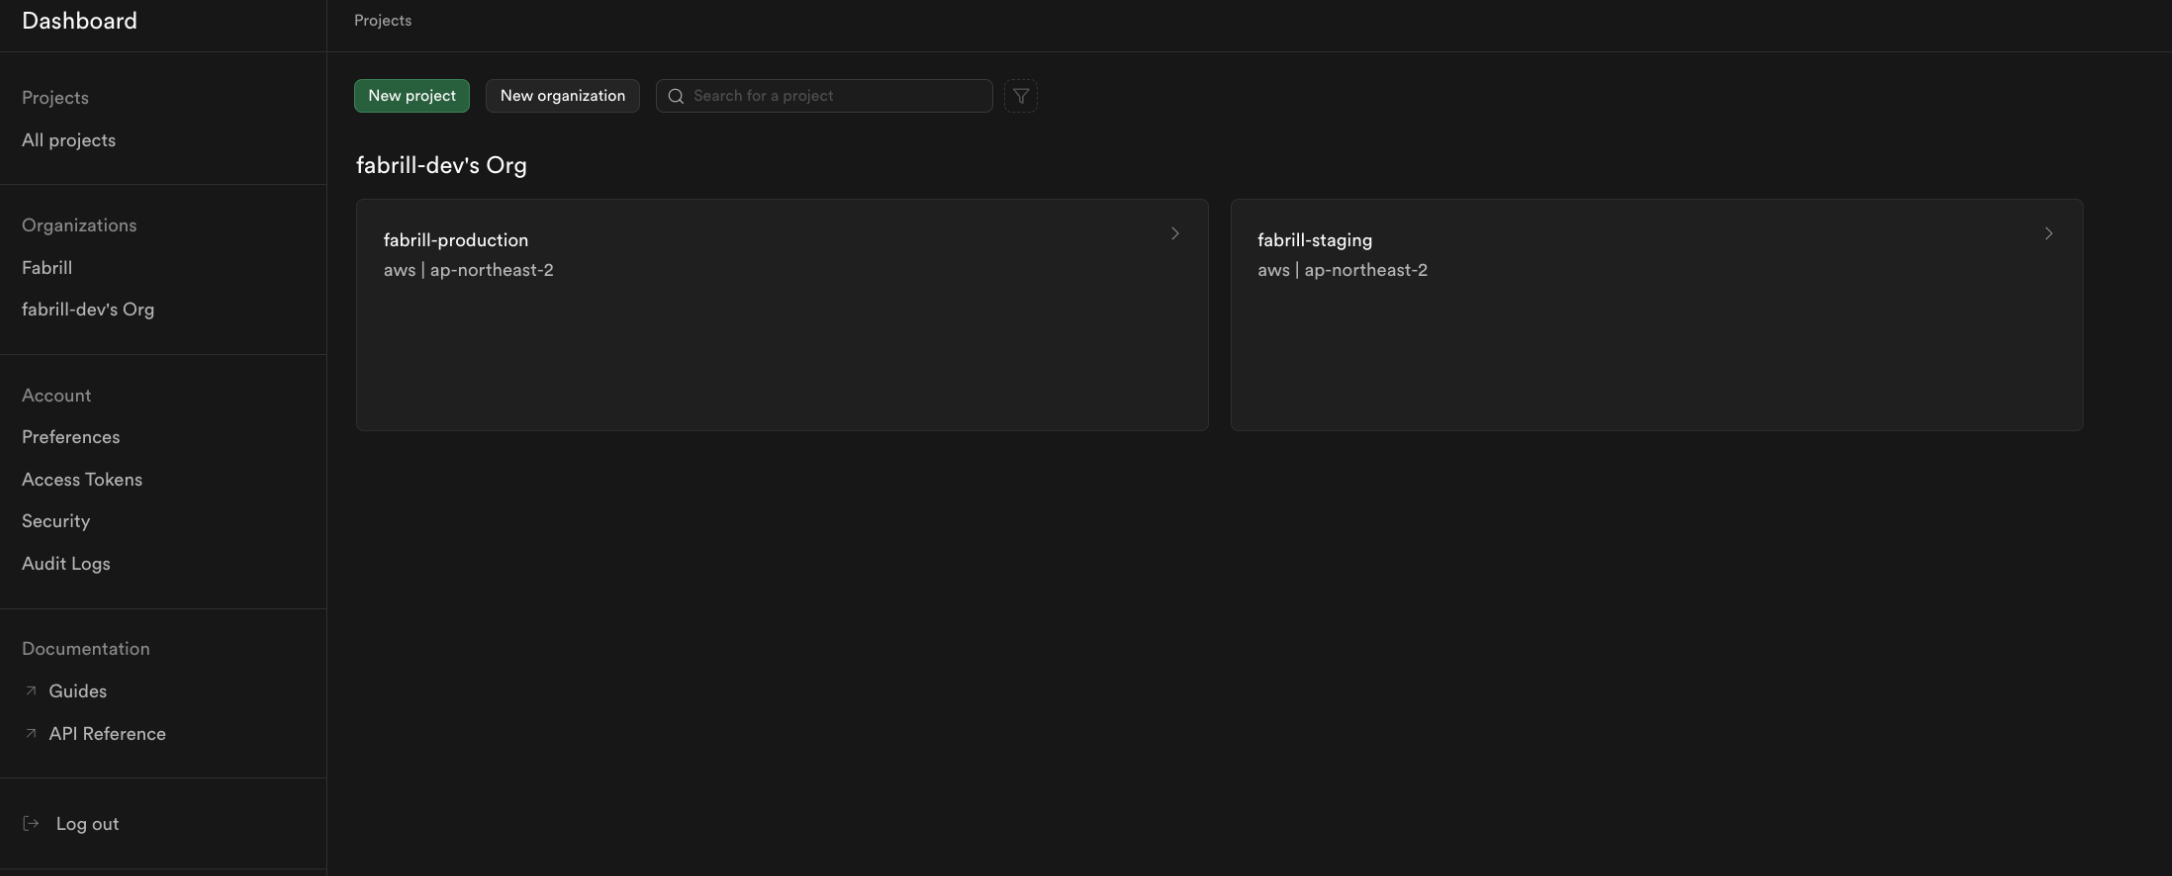 Dashboard
Projects
All projects
Organizations
Fabrill
fabrill-dev's Org
Account
Preferences
Access Tokens
Security
Audit Logs
Documentation
Guides
API Reference
Log out
Projects
New project
New organization
Search for a project
fabrill-dev's Org
fabrill-production
aws | ap-northeast-2
fabrill-staging
aws | ap-northeast-2